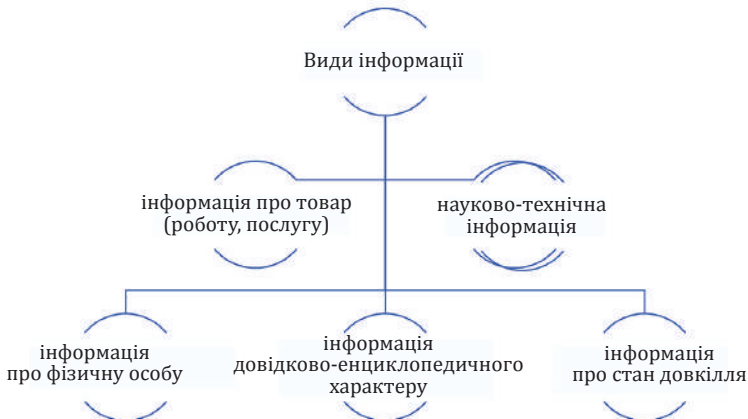 Види інформації
інформація про товар
(роботу, послугу)
науково-технічна
інформація
інформація
про фізичну особу
інформація
довідково-енциклопедичного
характеру
інформація
про стан довкілля